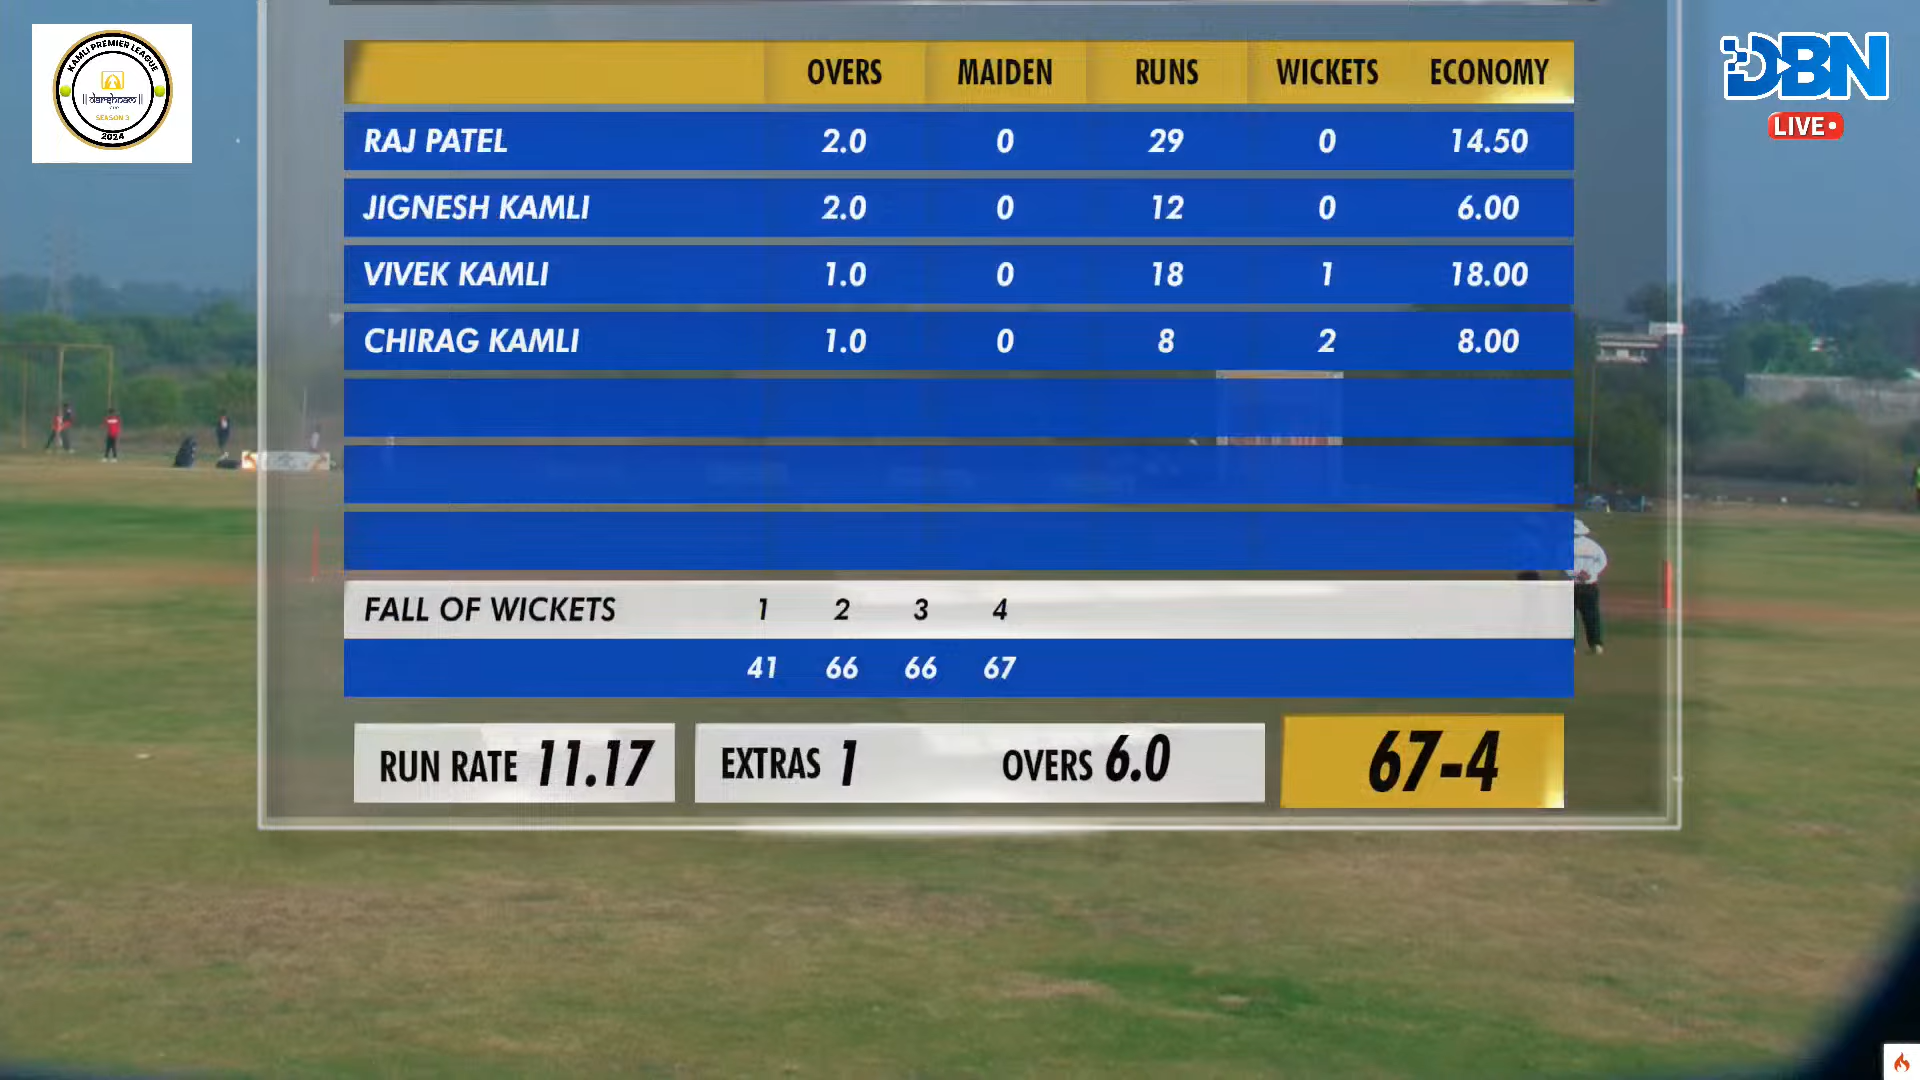 KAMLI PREMIER LEAGUE
|| darshnam ||
SEASON 3
2024
DBN
LIVE
OVERS MAIDEN RUNS WICKETS ECONOMY
RAJ PATEL 2.0 0 29 0 14.50
JIGNESH KAMLI 2.0 0 12 0 6.00
VIVEK KAMLI 1.0 0 18 1 18.00
CHIRAG KAMLI 1.0 0 8 2 8.00
FALL OF WICKETS 1 2 3 4
41 66 66 67
RUN RATE 11.17 EXTRAS 1 OVERS 6.0 67-4